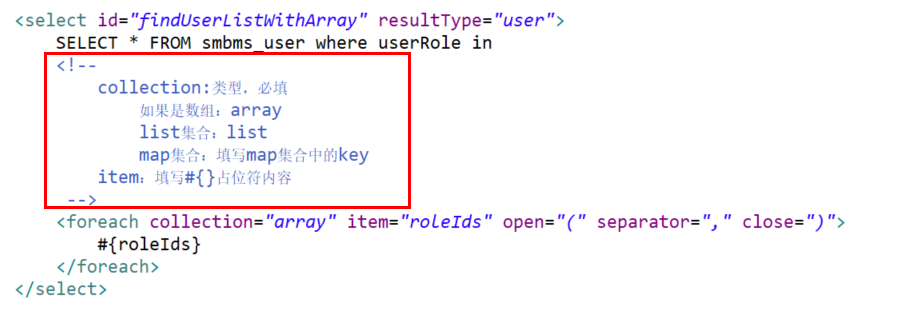 <select id="findUserListWithArray" resultType="user">
SELECT * FROM smbms_user where userRole in
<!--
collection:类型，必填
如果是数组：array
list集合：list
map集合：填写map集合中的key
item：填写#{}占位符内容
-->
<foreach collection="array" item="roleIds" open="(" separator="," close=")">
#{roleIds}
</foreach>
</select>